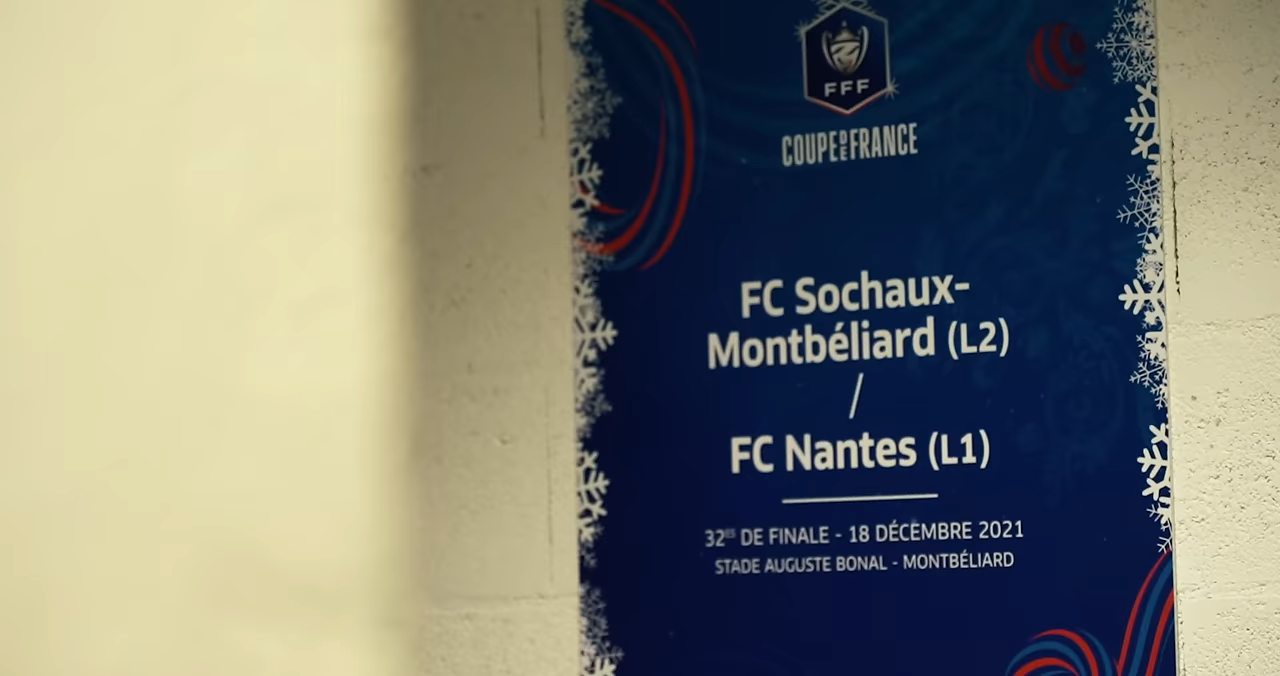 FFF
COUPE DE FRANCE
FC Sochaux-
Montbéliard (L2)
/
FC Nantes (L1)
32ES DE FINALE - 18 DÉCEMBRE 2021
STADE AUGUSTE BONAL - MONTBÉLIARD